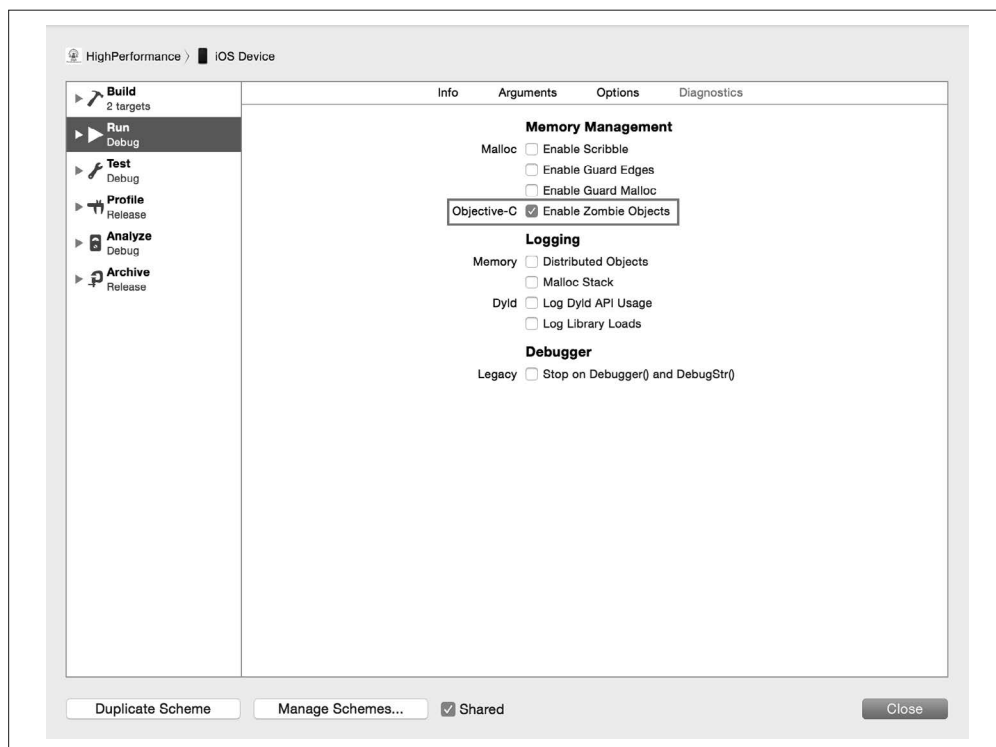 HighPerformance 〉 iOS Device
Build
2 targets
Run
Debug
Test
Debug
Profile
Release
Analyze
Debug
Archive
Release
Info Arguments Options Diagnostics
Memory Management
Malloc Enable Scribble
Enable Guard Edges
Enable Guard Malloc
Objective-C Enable Zombie Objects
Logging
Memory Distributed Objects
Malloc Stack
Dyld Log Dyld API Usage
Log Library Loads
Debugger
Legacy Stop on Debugger() and DebugStr()
Duplicate Scheme Manage Schemes... Shared Close